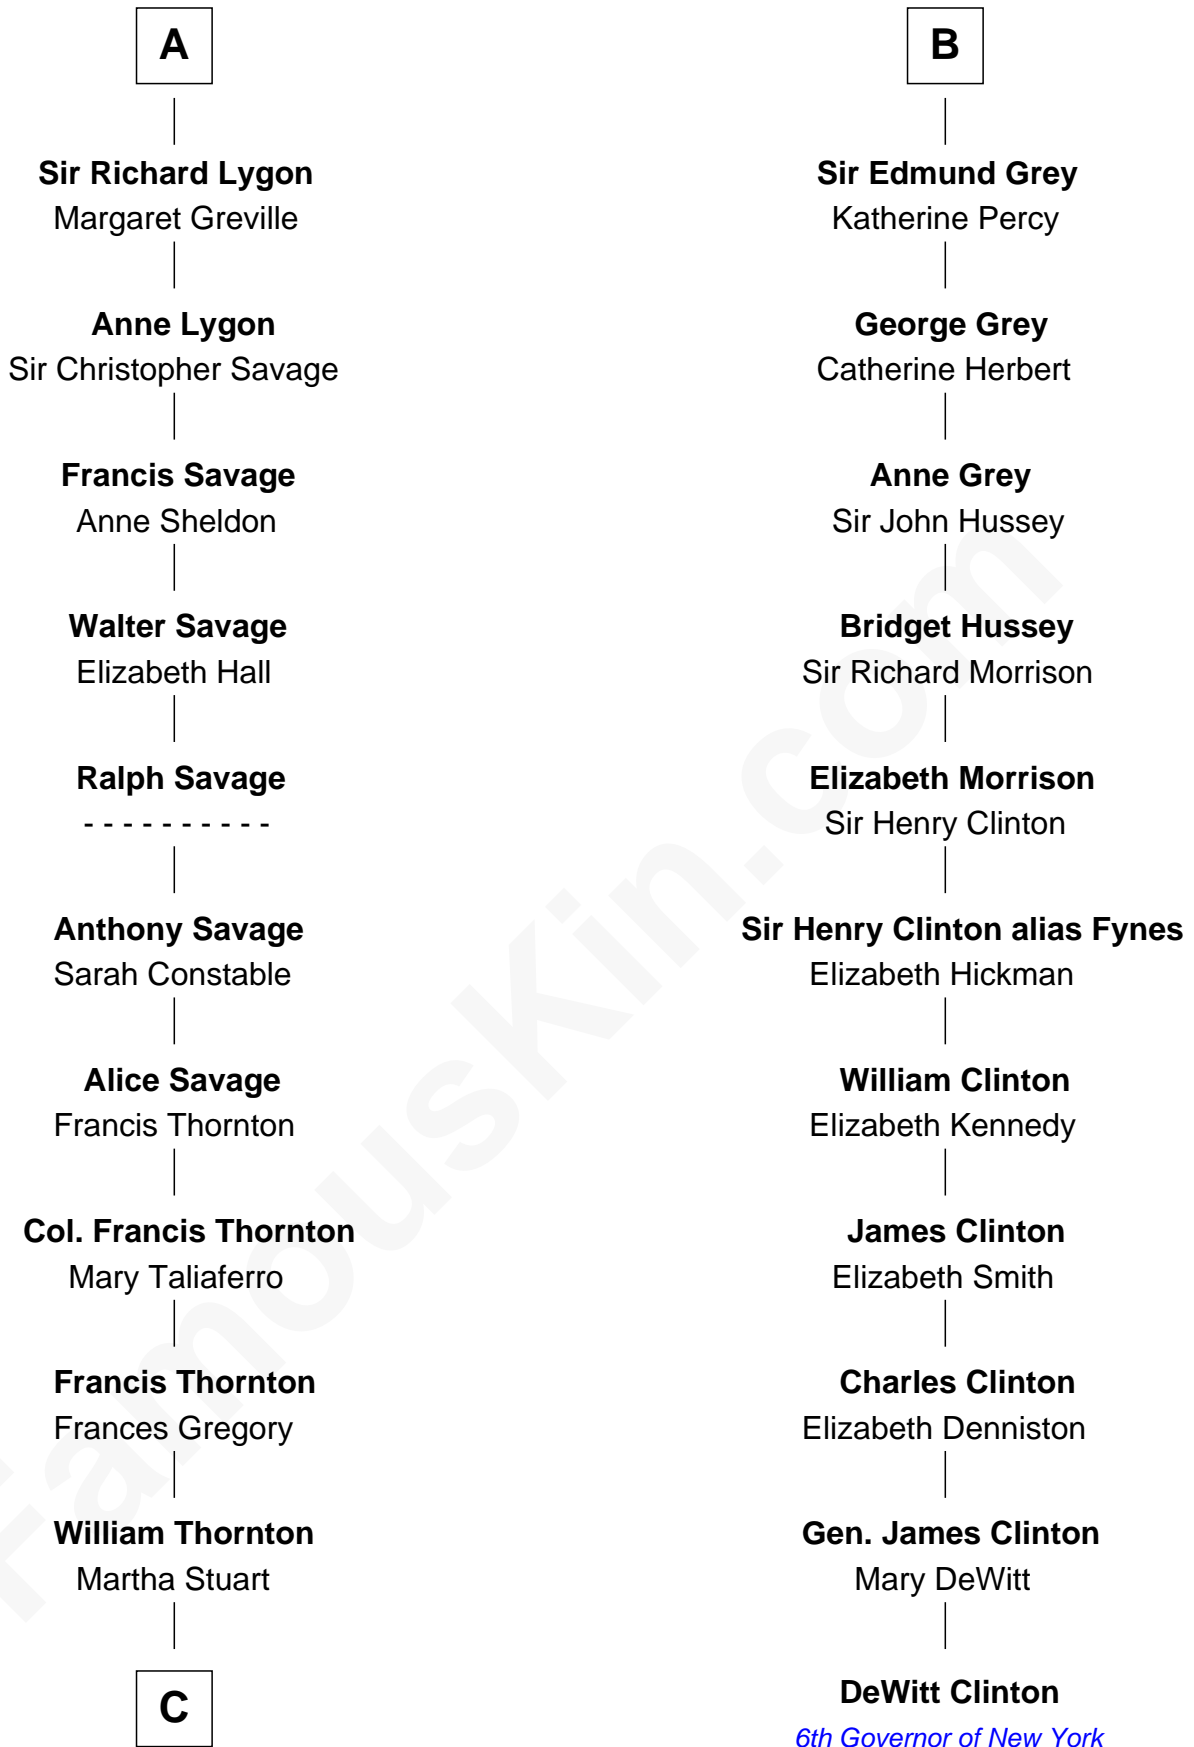 A
Sir Richard Lygon
Margaret Greville
Anne Lygon
Sir Christopher Savage
Francis Savage
Anne Sheldon
Walter Savage
Elizabeth Hall
Ralph Savage
- - - - - - - - - -
Anthony Savage
Sarah Constable
Alice Savage
Francis Thornton
Col. Francis Thornton
Mary Taliaferro
Francis Thornton
Frances Gregory
William Thornton
Martha Stuart
C
B
Sir Edmund Grey
Katherine Percy
George Grey
Catherine Herbert
Anne Grey
Sir John Hussey
Bridget Hussey
Sir Richard Morrison
Elizabeth Morrison
Sir Henry Clinton
Sir Henry Clinton alias Fynes
Elizabeth Hickman
William Clinton
Elizabeth Kennedy
James Clinton
Elizabeth Smith
Charles Clinton
Elizabeth Denniston
Gen. James Clinton
Mary DeWitt
DeWitt Clinton
6th Governor of New York
FamousKin.com